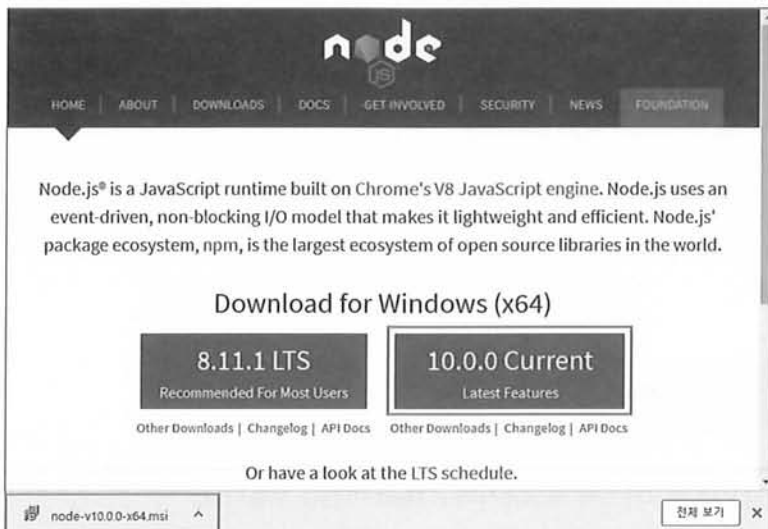 node
JS
HOME | ABOUT | DOWNLOADS | DOCS | GET INVOLVED | SECURITY | NEWS | FOUNDATION
Node.js® is a JavaScript runtime built on Chrome's V8 JavaScript engine. Node.js uses an
event-driven, non-blocking I/O model that makes it lightweight and efficient. Node.js'
package ecosystem, npm, is the largest ecosystem of open source libraries in the world.
Download for Windows (x64)
8.11.1 LTS
Recommended For Most Users
Other Downloads | Changelog | API Docs
10.0.0 Current
Latest Features
Other Downloads | Changelog | API Docs
Or have a look at the LTS schedule.
node-v10.0.0-x64.msi
전체 보기